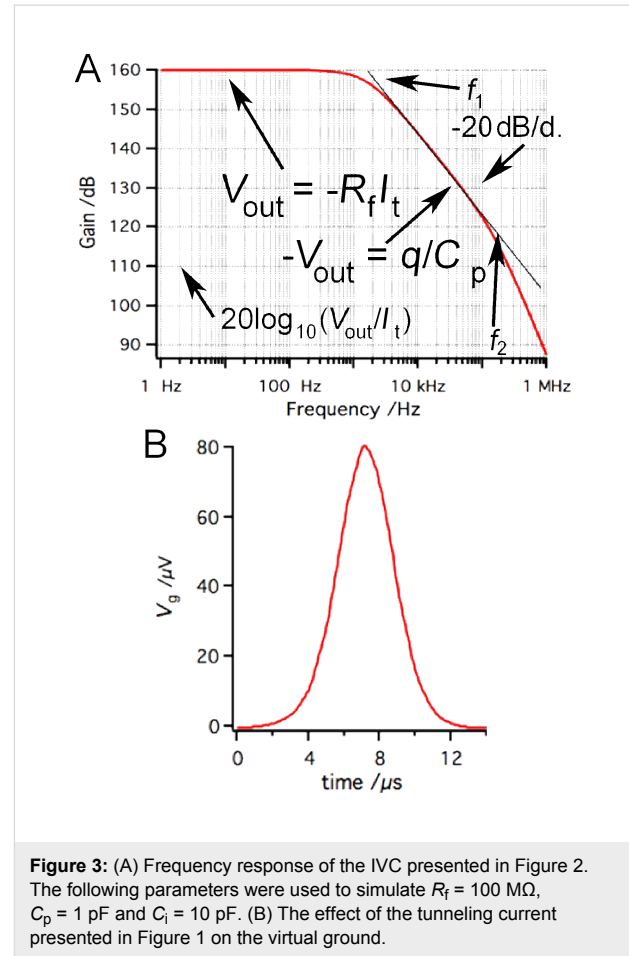 A
160
150
140
130
120
110
100
90
Gain /dB
f1
-20 dB/d.
Vout = -RfIt
-Vout = q/Cp
20log10(Vout/It)
f2
1 Hz 100 Hz 10 kHz 1 MHz
Frequency /Hz
B
80
60
40
20
0
Vg /µV
0 4 8 12
time /µs
Figure 3: (A) Frequency response of the IVC presented in Figure 2.
The following parameters were used to simulate Rf = 100 MΩ,
Cp = 1 pF and Ci = 10 pF. (B) The effect of the tunneling current
presented in Figure 1 on the virtual ground.